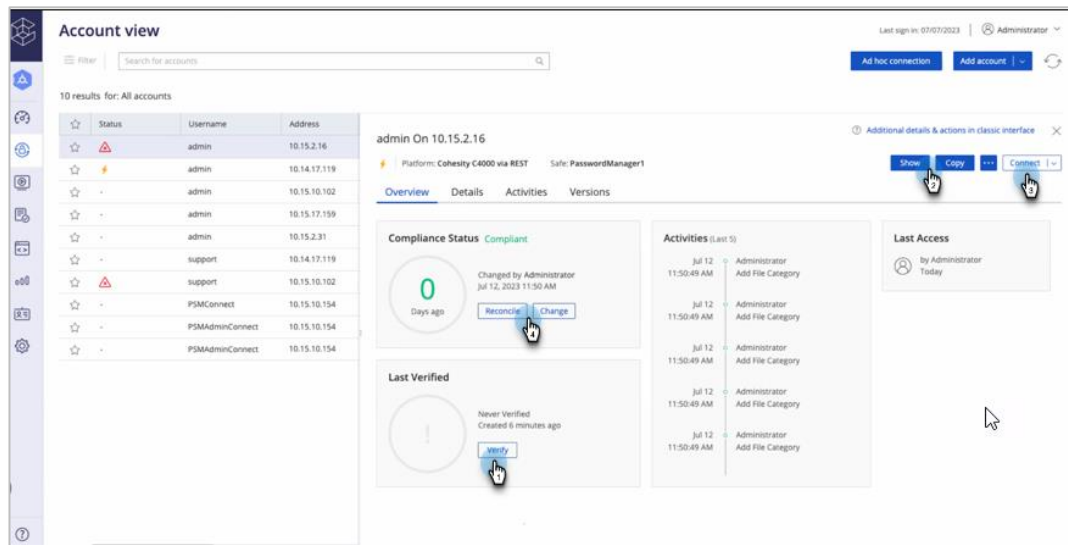 Account view
Last sign in: 07/07/2023 Administrator
Filter Search for accounts Ad hoc connection Add account
10 results for: All accounts
Status Username Address
admin 10.15.2.16
admin 10.14.17.119
- admin 10.15.10.102
- admin 10.15.17.159
- admin 10.15.2.31
- support 10.14.17.119
support 10.15.10.102
- PSMConnect 10.15.10.154
- PSMAdminConnect 10.15.10.154
- PSMAdminConnect 10.15.10.154
admin On 10.15.2.16
Additional details & actions in classic interface
Platform: Cohesity C4000 via REST Safe: PasswordManager1
Show Copy ... Connect
2
3
Overview Details Activities Versions
Compliance Status Compliant
0
Days ago
Changed by Administrator
Jul 12, 2023 11:50 AM
Reconcile Change
4
Last Verified
Never Verified
Created 6 minutes ago
Verify
1
Activities (Last 5)
Jul 12 Administrator
11:50:49 AM Add File Category
Jul 12 Administrator
11:50:49 AM Add File Category
Jul 12 Administrator
11:50:49 AM Add File Category
Jul 12 Administrator
11:50:49 AM Add File Category
Jul 12 Administrator
11:50:49 AM Add File Category
Last Access
by Administrator
Today